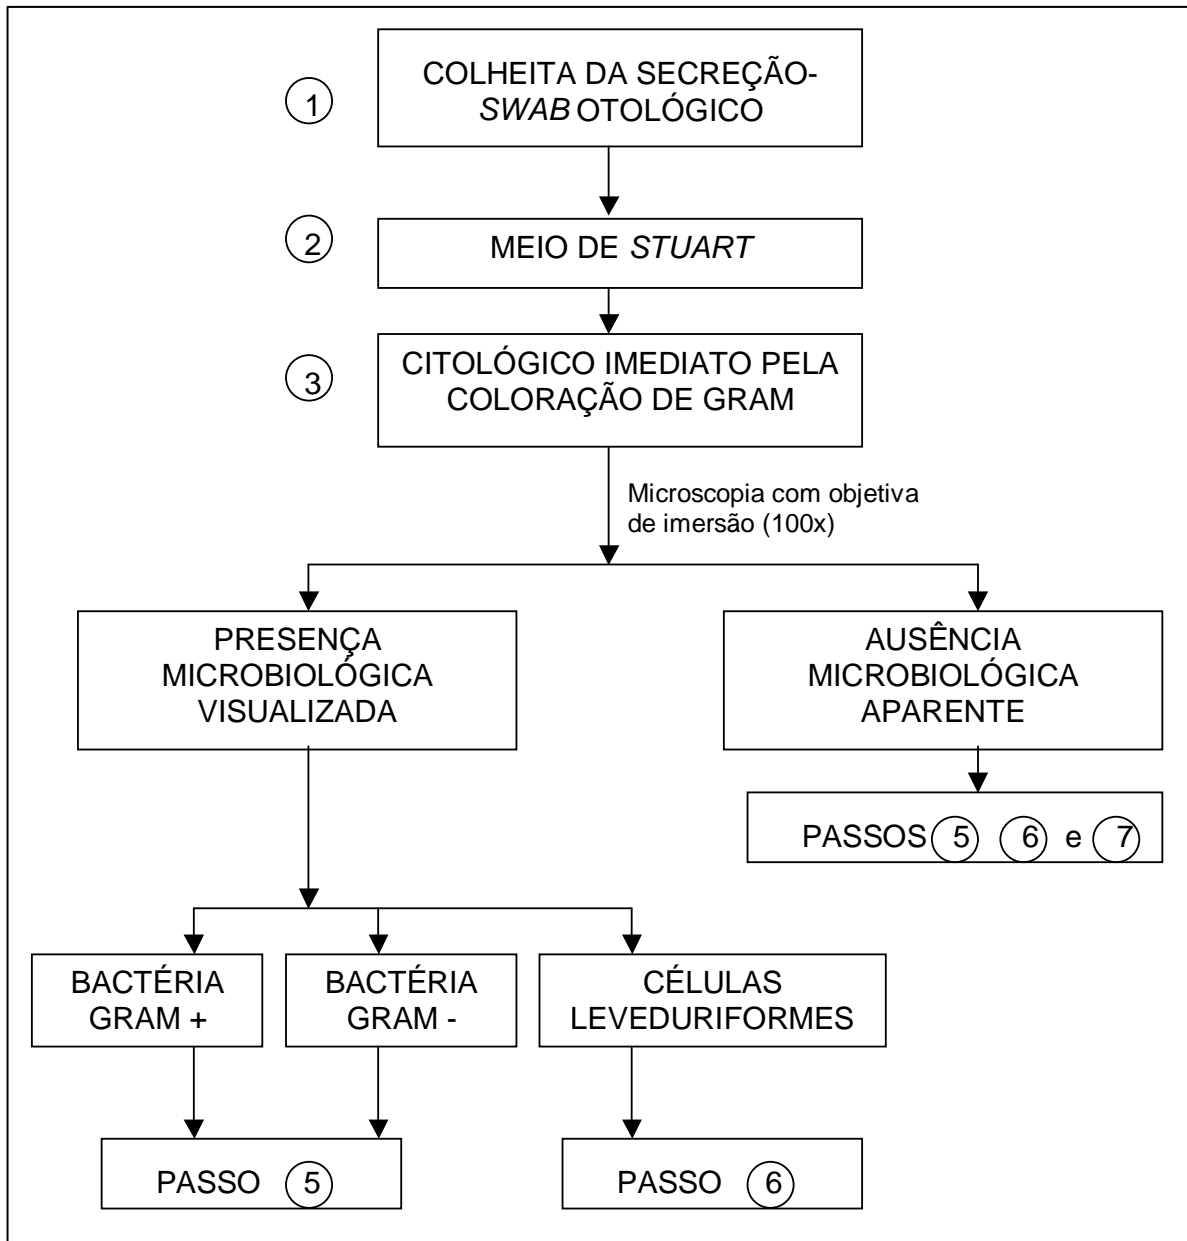 1
COLHEITA DA SECREÇÃO-
SWAB OTOLÓGICO
2
MEIO DE STUART
3
CITOLÓGICO IMEDIATO PELA
COLORAÇÃO DE GRAM
Microscopia com objetiva
de imersão (100x)
PRESENÇA
MICROBIOLÓGICA
VISUALIZADA
AUSÊNCIA
MICROBIOLÓGICA
APARENTE
PASSOS 5 6 e 7
BACTÉRIA
GRAM +
BACTÉRIA
GRAM -
CÉLULAS
LEVEDURIFORMES
PASSO 5
PASSO 6